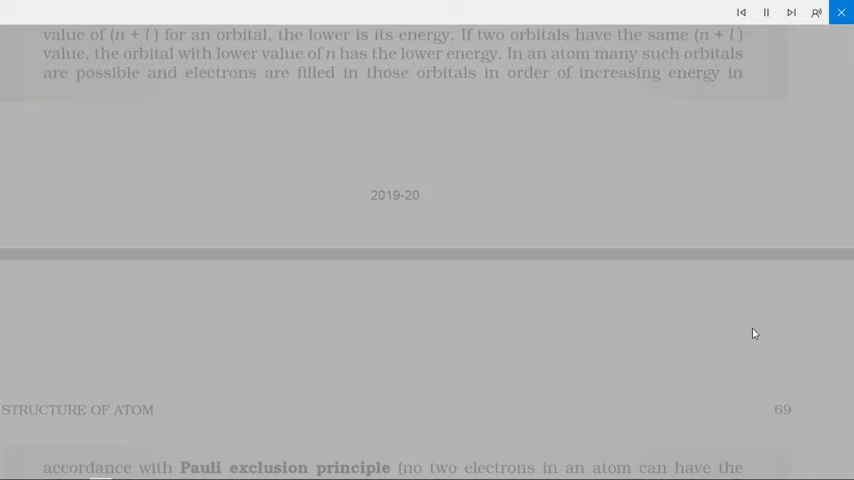 value of (n + l ) for an orbital, the lower is its energy. If two orbitals have the same (n + l )
value, the orbital with lower value of n has the lower energy. In an atom many such orbitals
are possible and electrons are filled in those orbitals in order of increasing energy in
2019-20
STRUCTURE OF ATOM 69
accordance with Pauli exclusion principle (no two electrons in an atom can have the